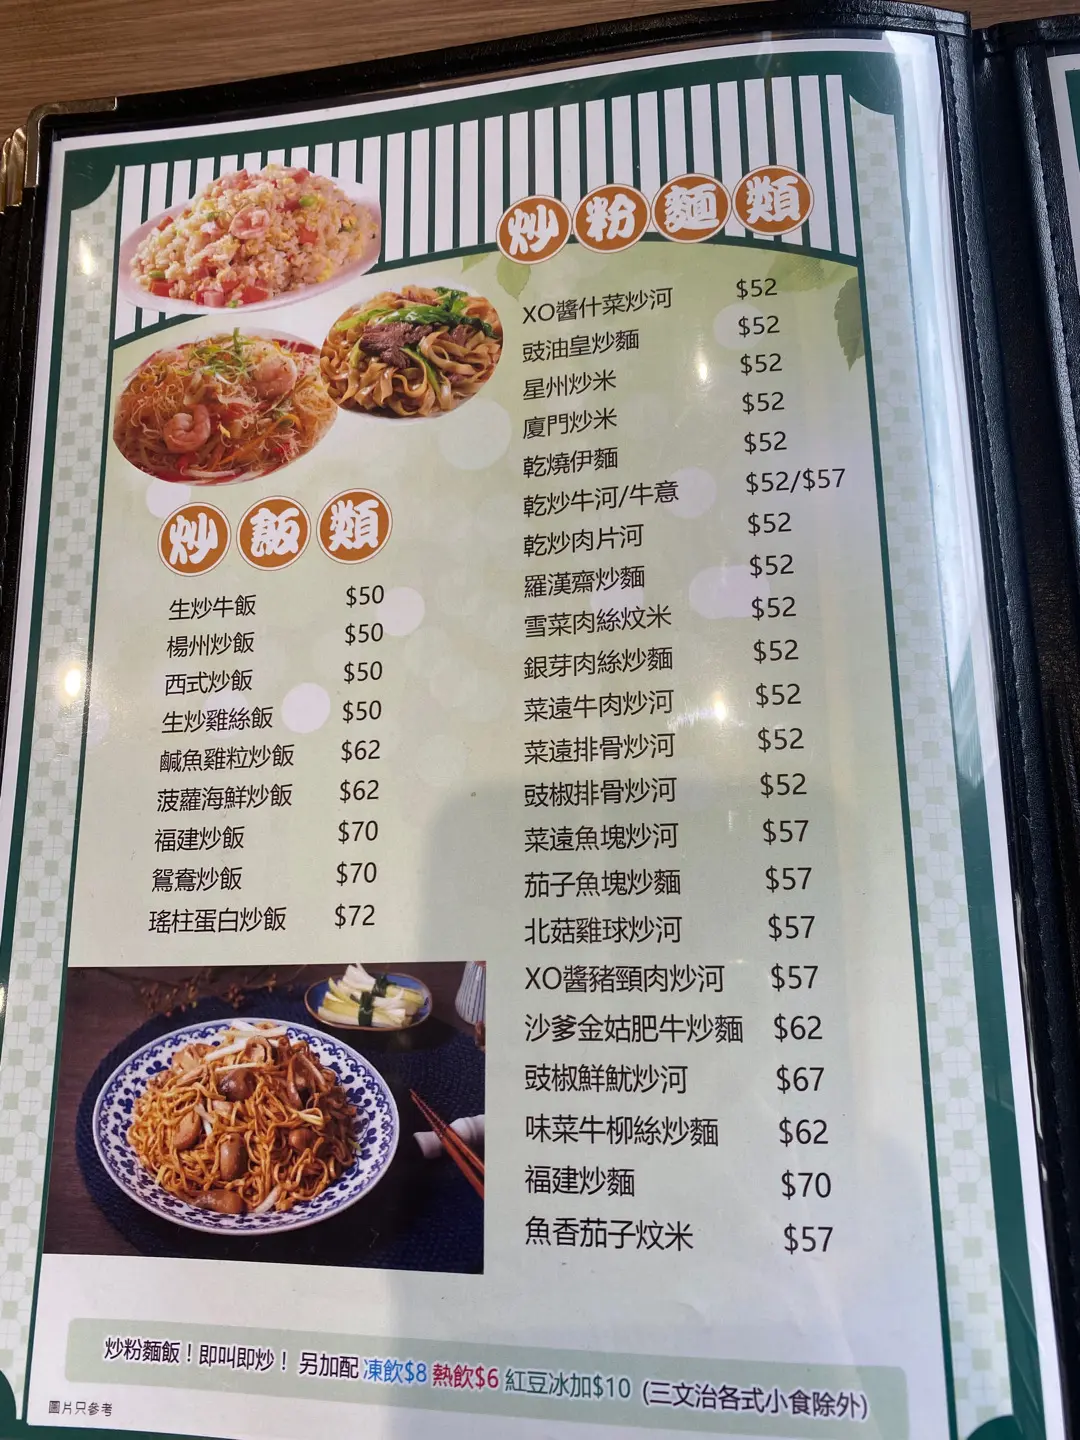 炒粉麵類
XO醬什菜炒河 $52
豉油皇炒麵 $52
星州炒米 $52
廈門炒米 $52
乾燒伊麵 $52
乾炒牛河/牛意 $52/$57
乾炒肉片河 $52
羅漢齋炒麵 $52
雪菜肉絲炆米 $52
銀芽肉絲炒麵 $52
菜遠牛肉炒河 $52
菜遠排骨炒河 $52
豉椒排骨炒河 $52
菜遠魚塊炒河 $57
茄子魚塊炒麵 $57
北菇雞球炒河 $57
XO醬豬頸肉炒河 $57
沙爹金菇肥牛炒麵 $62
豉椒鮮魷炒河 $67
味菜牛柳絲炒麵 $62
福建炒麵 $70
魚香茄子炆米 $57
炒飯類
生炒牛飯 $50
楊州炒飯 $50
西式炒飯 $50
生炒雞絲飯 $50
鹹魚雞粒炒飯 $62
菠蘿海鮮炒飯 $62
福建炒飯 $70
鴛鴦炒飯 $70
瑤柱蛋白炒飯 $72
炒粉麵飯！即叫即炒！ 另加配 凍飲$8 熱飲$6 紅豆冰加$10 (三文治各式小食除外)
圖片只參考